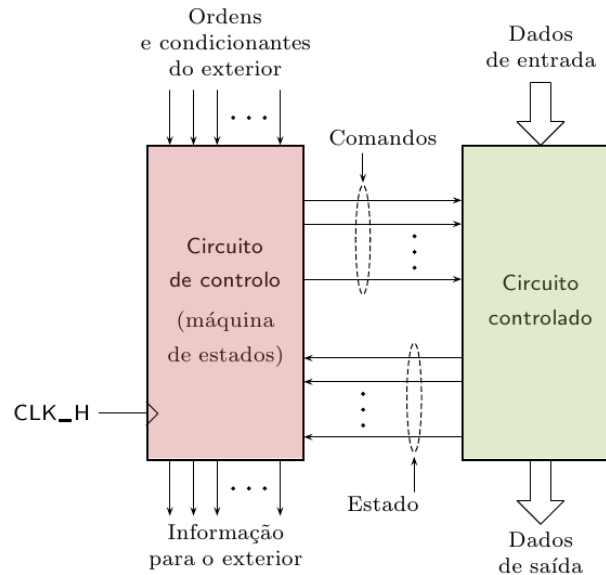 Ordens
e condicionantes
do exterior
Dados
de entrada
Comandos
Circuito
de controlo
(máquina
de estados)
Circuito
controlado
CLK_H
Estado
Informação
para o exterior
Dados
de saída